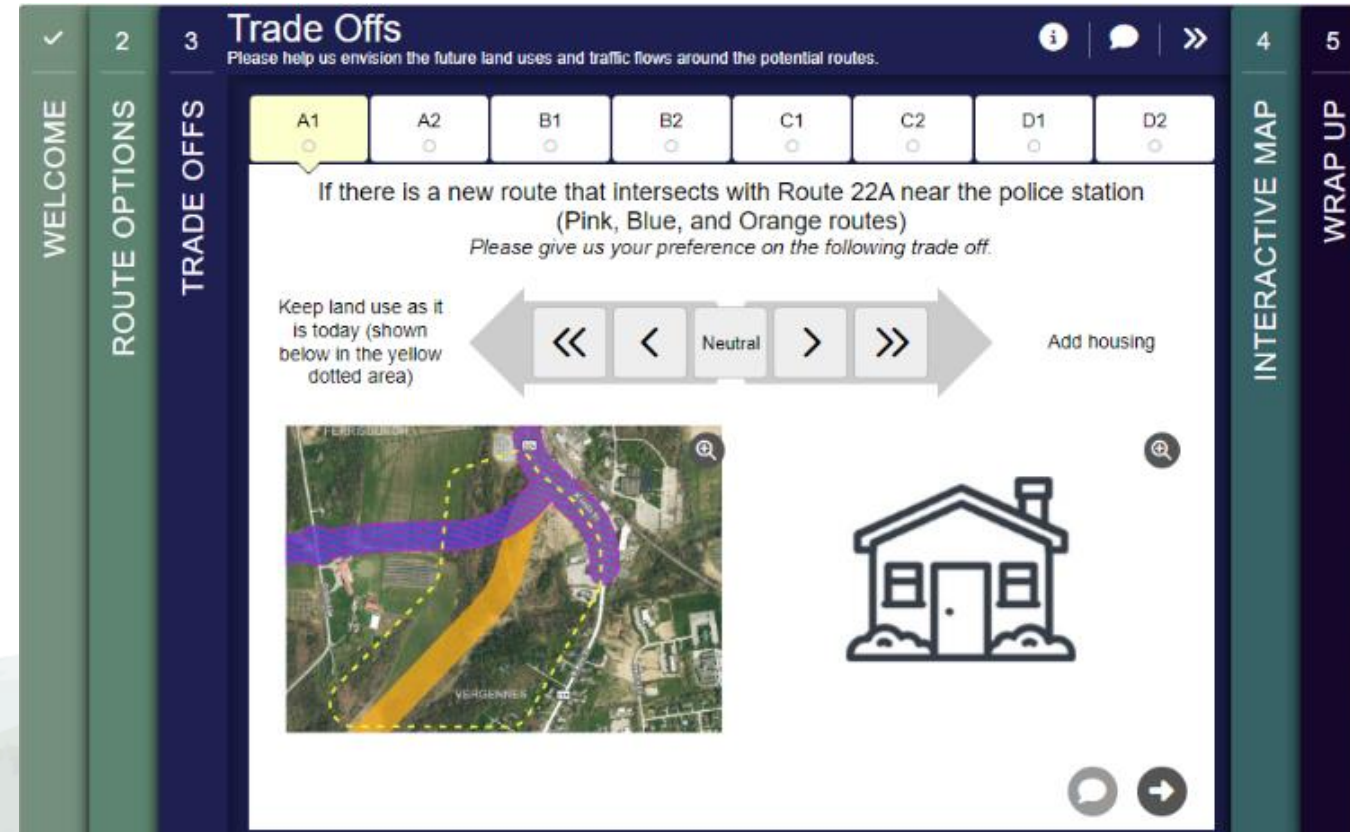 WELCOME
2
ROUTE OPTIONS
3
TRADE OFFS
Trade Offs
Please help us envision the future land uses and traffic flows around the potential routes.
A1
A2
B1
B2
C1
C2
D1
D2
If there is a new route that intersects with Route 22A near the police station
(Pink, Blue, and Orange routes)
Please give us your preference on the following trade off.
Keep land use as it
is today (shown
below in the yellow
dotted area)
Neutral
Add housing
VERGENNES
4
INTERACTIVE MAP
5
WRAP UP